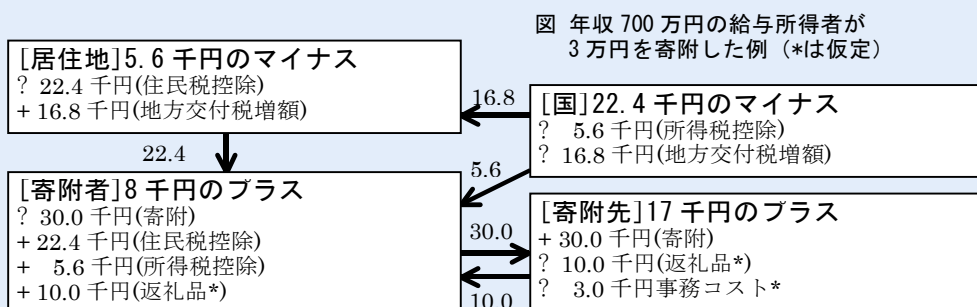 図 年収 700 万円の給与所得者が
3 万円を寄附した例（*は仮定）
[居住地]5.6 千円のマイナス
? 22.4 千円(住民税控除)
+ 16.8 千円(地方交付税増額)
16.8
[国]22.4 千円のマイナス
? 5.6 千円(所得税控除)
? 16.8 千円(地方交付税増額)
22.4
5.6
[寄附者]8 千円のプラス
? 30.0 千円(寄附)
+ 22.4 千円(住民税控除)
+ 5.6 千円(所得税控除)
+ 10.0 千円(返礼品*)
30.0
10.0
[寄附先]17 千円のプラス
+ 30.0 千円(寄附)
? 10.0 千円(返礼品*)
? 3.0 千円事務コスト*